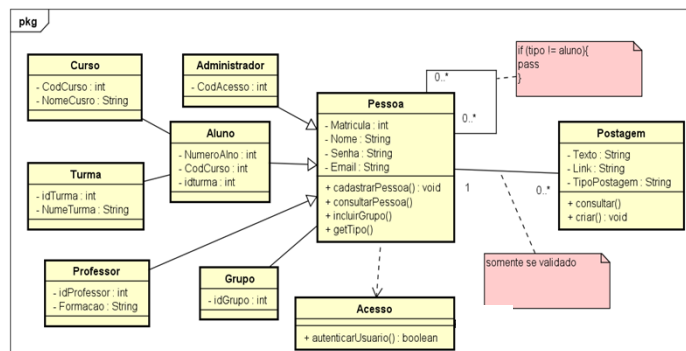 pkg
Curso
- CodCurso : int
- NomeCusro : String
Administrador
- CodAcesso : int
if (tipo != aluno){
pass
}
0..*
0..*
Pessoa
- Matricula : int
- Nome : String
- Senha : String
- Email : String
+ cadastrarPessoa() : void
+ consultarPessoa()
+ incluirGrupo()
+ getTipo()
Aluno
- NumeroAlno : int
- CodCurso : int
- idturma : int
Postagem
- Texto : String
- Link : String
- TipoPostagem : String
+ consultar()
+ criar() : void
1
0..*
Turma
- idTurma : int
- NumeTurma : String
Professor
- idProfessor : int
- Formacao : String
Grupo
- idGrupo : int
somente se validado
Acesso
+ autenticarUsuario() : boolean